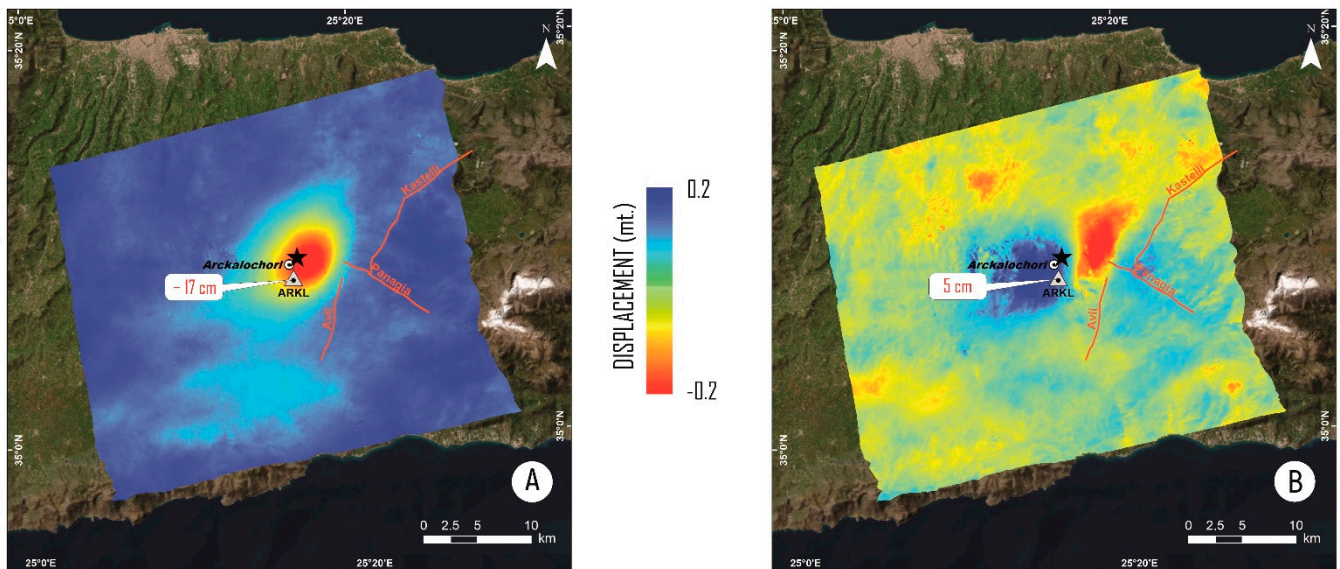 5°0'E
25°20'E
35°20'N
35°20'N
N
Kastelli
Arckalochori
Panagia
- 17 cm
ARKL
Avli
35°0'N
35°0'N
A
0 2.5 5 10
km
25°0'E
25°20'E
DISPLACEMENT (mt.)
0.2
-0.2
5°0'E
25°20'E
35°20'N
35°20'N
N
Kastelli
Arckalochori
Panagia
5 cm
ARKL
Avli
35°0'N
35°0'N
B
0 2.5 5 10
km
25°0'E
25°20'E